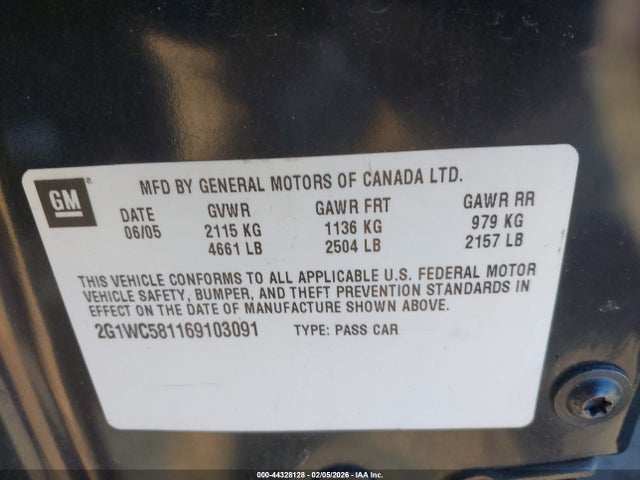 GM
MFD BY GENERAL MOTORS OF CANADA LTD.
DATE GVWR GAWR FRT GAWR RR
06/05 2115 KG 1136 KG 979 KG
4661 LB 2504 LB 2157 LB
THIS VEHICLE CONFORMS TO ALL APPLICABLE U.S. FEDERAL MOTOR
VEHICLE SAFETY, BUMPER, AND THEFT PREVENTION STANDARDS IN
EFFECT ON THE DATE OF MANUFACTURE SHOWN ABOVE.
2G1WC581169103091 TYPE: PASS CAR
000-44328128 - 02/05/2026 - IAA Inc.